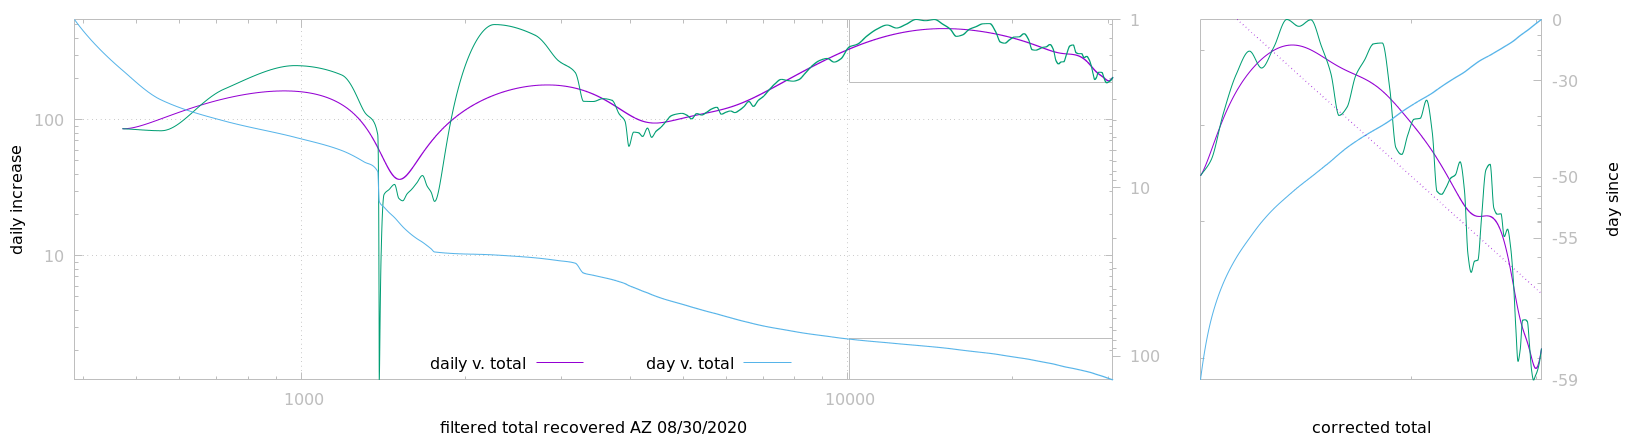 daily increase
100
10
1000
10000
1
10
100
daily v. total
day v. total
filtered total recovered AZ 08/30/2020
0
-30
-50
-55
-59
day since
corrected total